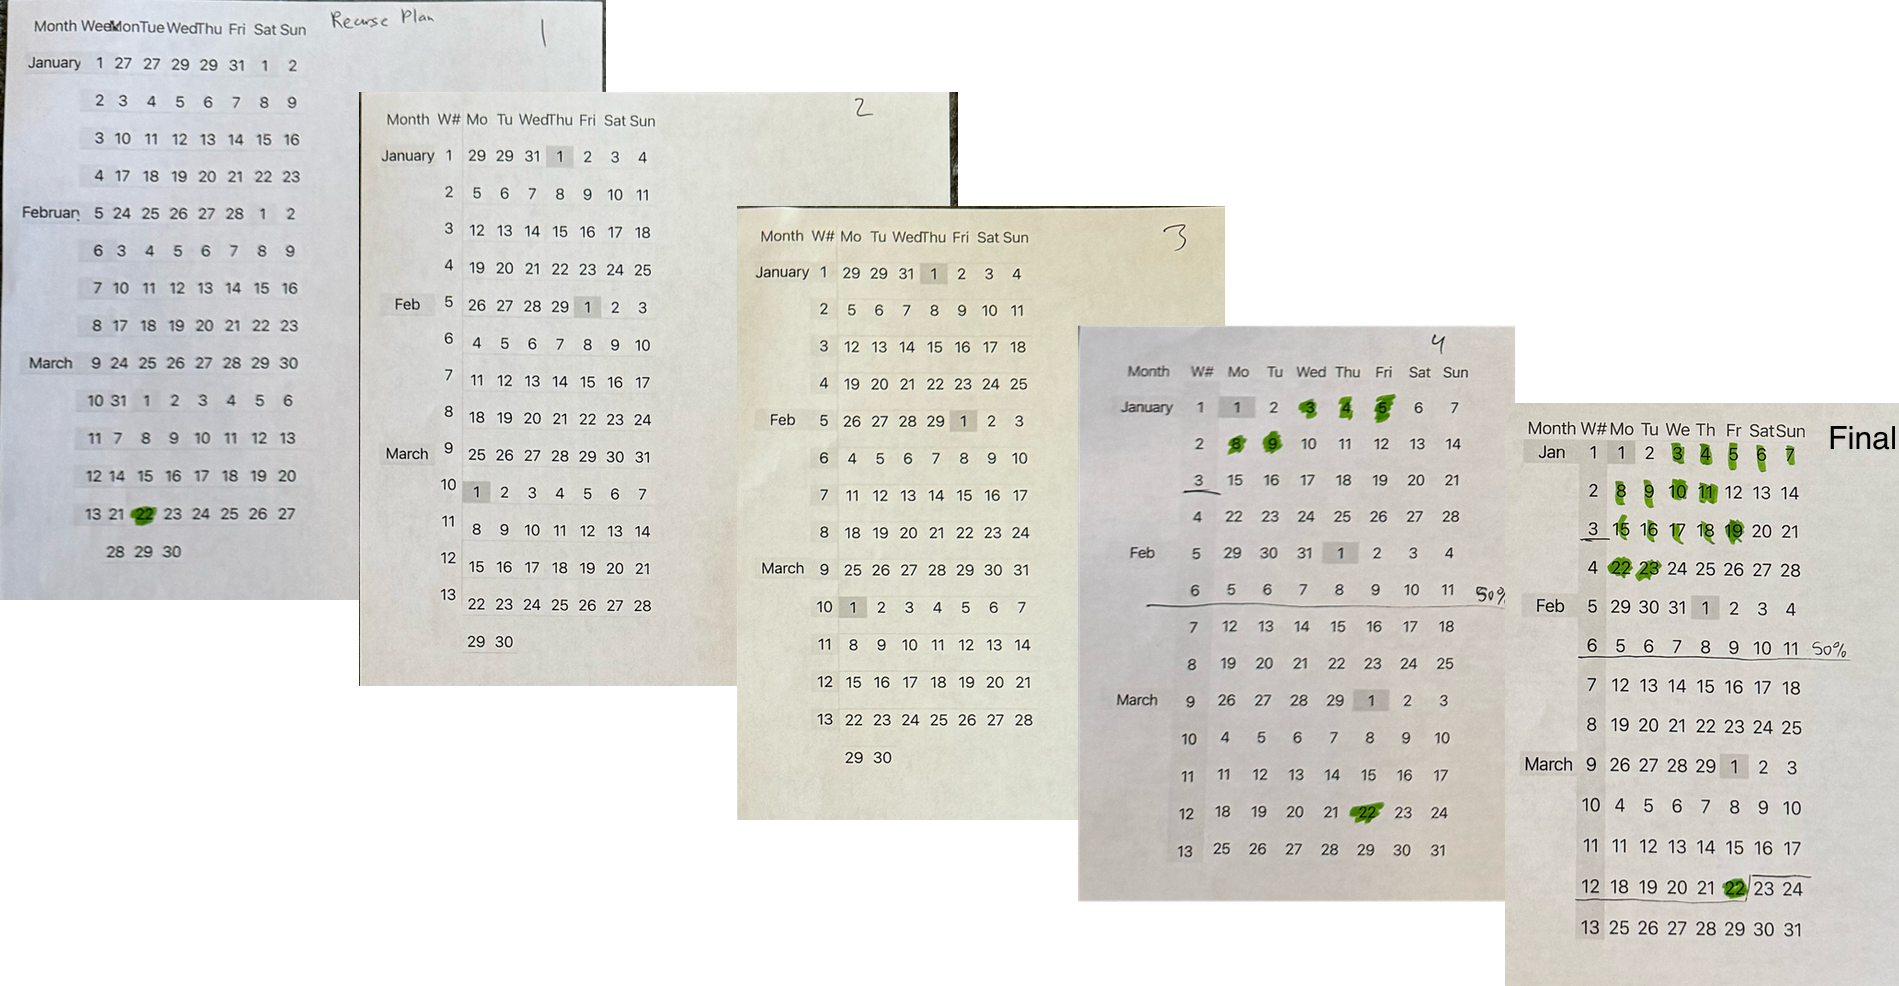 Recurse Plan 1
Month Week Mon Tue Wed Thu Fri Sat Sun
January 1 27 27 29 29 31 1 2
2 3 4 5 6 7 8 9
3 10 11 12 13 14 15 16
4 17 18 19 20 21 22 23
Februar 5 24 25 26 27 28 1 2
6 3 4 5 6 7 8 9
7 10 11 12 13 14 15 16
8 17 18 19 20 21 22 23
March 9 24 25 26 27 28 29 30
10 31 1 2 3 4 5 6
11 7 8 9 10 11 12 13
12 14 15 16 17 18 19 20
13 21 22 23 24 25 26 27
28 29 30
2
Month W# Mo Tu Wed Thu Fri Sat Sun
January 1 29 29 31 1 2 3 4
2 5 6 7 8 9 10 11
3 12 13 14 15 16 17 18
4 19 20 21 22 23 24 25
Feb 5 26 27 28 29 1 2 3
6 4 5 6 7 8 9 10
7 11 12 13 14 15 16 17
8 18 19 20 21 22 23 24
March 9 25 26 27 28 29 30 31
10 1 2 3 4 5 6 7
11 8 9 10 11 12 13 14
12 15 16 17 18 19 20 21
13 22 23 24 25 26 27 28
29 30
3
Month W# Mo Tu Wed Thu Fri Sat Sun
January 1 29 29 31 1 2 3 4
2 5 6 7 8 9 10 11
3 12 13 14 15 16 17 18
4 19 20 21 22 23 24 25
Feb 5 26 27 28 29 1 2 3
6 4 5 6 7 8 9 10
7 11 12 13 14 15 16 17
8 18 19 20 21 22 23 24
March 9 25 26 27 28 29 30 31
10 1 2 3 4 5 6 7
11 8 9 10 11 12 13 14
12 15 16 17 18 19 20 21
13 22 23 24 25 26 27 28
29 30
4
Month W# Mo Tu Wed Thu Fri Sat Sun
January 1 1 2 3 4 5 6 7
2 8 9 10 11 12 13 14
3 15 16 17 18 19 20 21
4 22 23 24 25 26 27 28
Feb 5 29 30 31 1 2 3 4
6 5 6 7 8 9 10 11 50%
7 12 13 14 15 16 17 18
8 19 20 21 22 23 24 25
March 9 26 27 28 29 1 2 3
10 4 5 6 7 8 9 10
11 11 12 13 14 15 16 17
12 18 19 20 21 22 23 24
13 25 26 27 28 29 30 31
Final
Month W# Mo Tu We Th Fr Sat Sun
Jan 1 1 2 3 4 5 6 7
2 8 9 10 11 12 13 14
3 15 16 17 18 19 20 21
4 22 23 24 25 26 27 28
Feb 5 29 30 31 1 2 3 4
6 5 6 7 8 9 10 11 50%
7 12 13 14 15 16 17 18
8 19 20 21 22 23 24 25
March 9 26 27 28 29 1 2 3
10 4 5 6 7 8 9 10
11 11 12 13 14 15 16 17
12 18 19 20 21 22 23 24
13 25 26 27 28 29 30 31